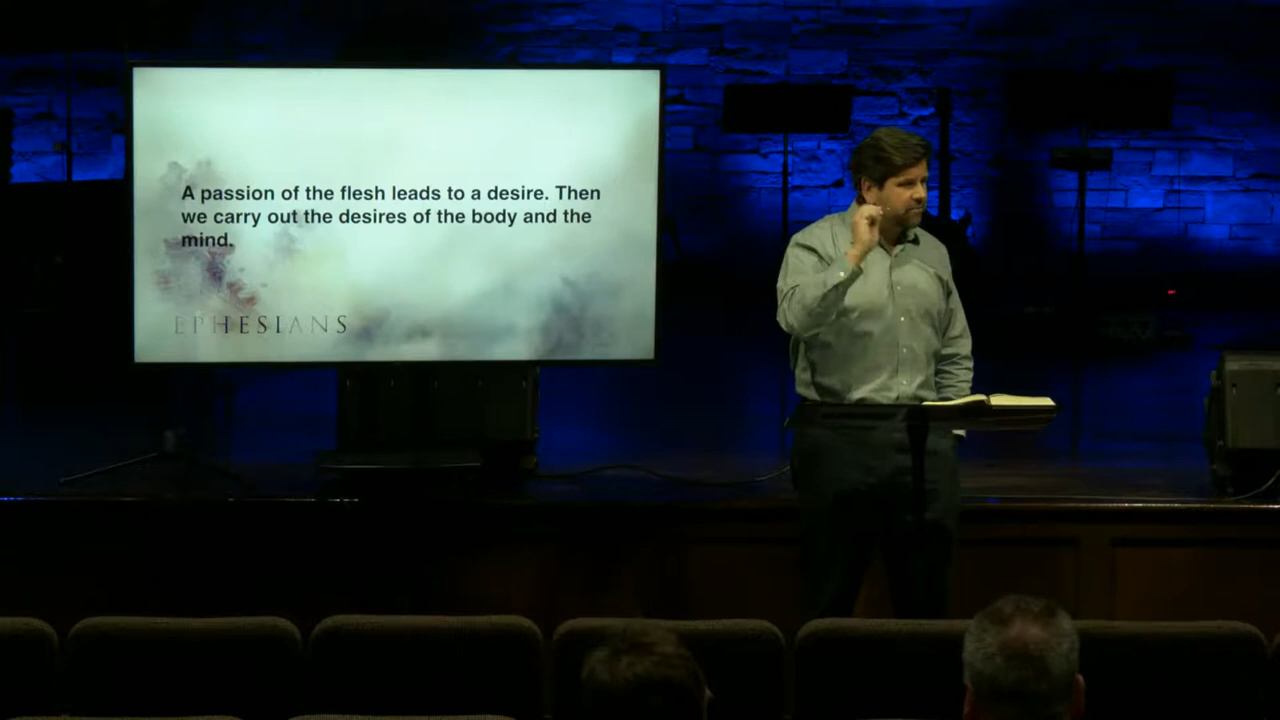 A passion of the flesh leads to a desire. Then
we carry out the desires of the body and the
mind.
EPHESIANS